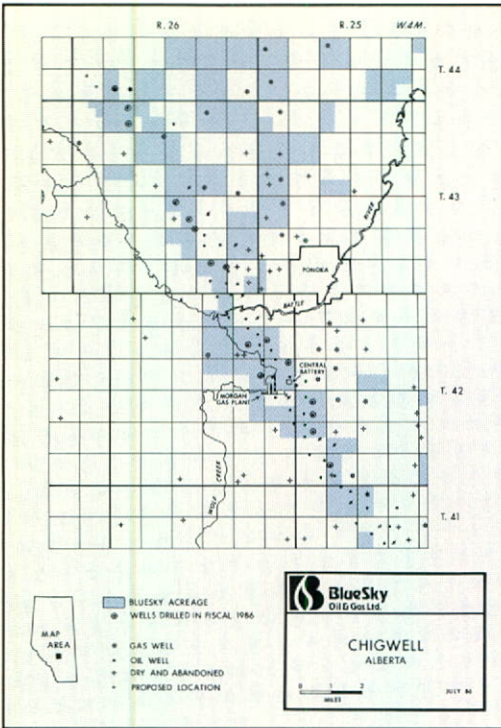 R. 26 R. 25 W.4M.
T. 44
T. 43
RIVER
PONOKA
BATTLE
CENTRAL
BATTERY
T. 42
MORGAN
GAS PLANT
WOLF CREEK
T. 41
MAP
AREA
BLUESKY ACREAGE
WELLS DRILLED IN FISCAL 1986
GAS WELL
OIL WELL
DRY AND ABANDONED
PROPOSED LOCATION
BlueSky
Oil & Gas Ltd.
CHIGWELL
ALBERTA
0 1 2
MILES
JULY 86